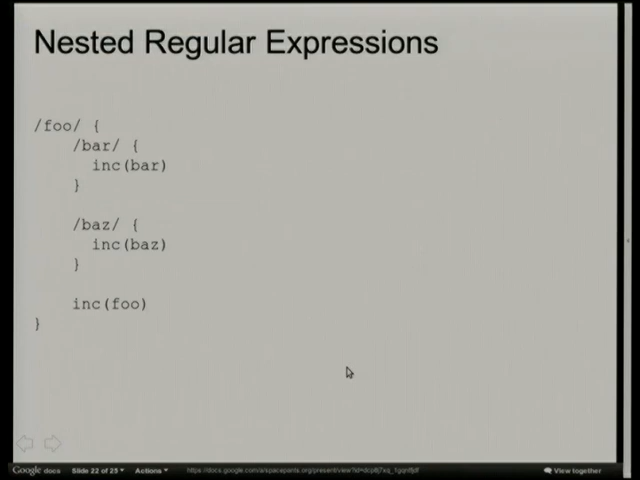 Nested Regular Expressions
/foo/ {
/bar/ {
inc(bar)
}
/baz/ {
inc(baz)
}
inc(foo)
}
Google docs Slide 22 of 25 Actions View together